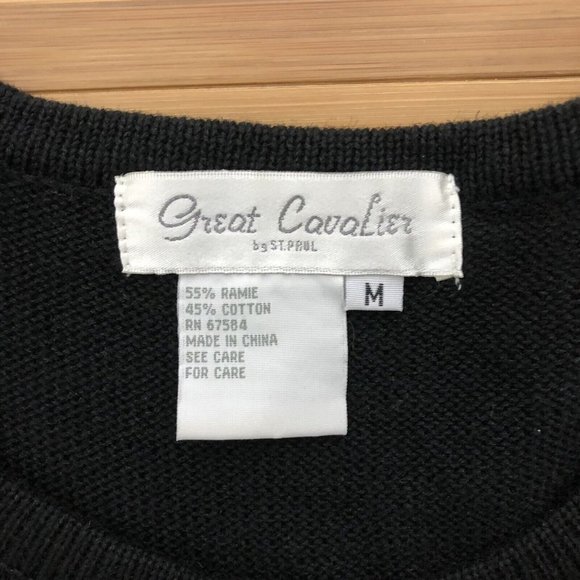 Great Cavalier
by ST. PAUL
55% RAMIE
45% COTTON
RN 67584
MADE IN CHINA
SEE CARE
FOR CARE
M